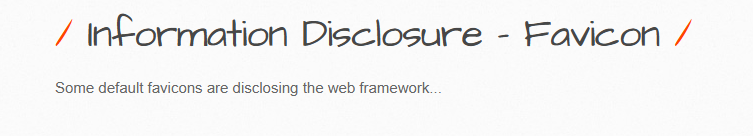 / Information Disclosure - Favicon /
Some default favicons are disclosing the web framework...